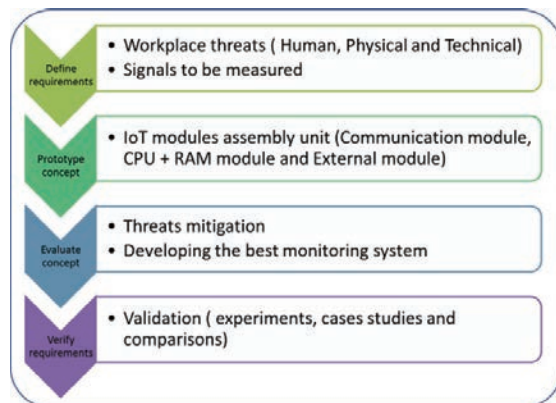 Define
requirements
• Workplace threats ( Human, Physical and Technical)
• Signals to be measured
Prototype
concept
• IoT modules assembly unit (Communication module,
CPU + RAM module and External module)
Evaluate
concept
• Threats mitigation
• Developing the best monitoring system
Verify
requirements
• Validation ( experiments, cases studies and
comparisons)